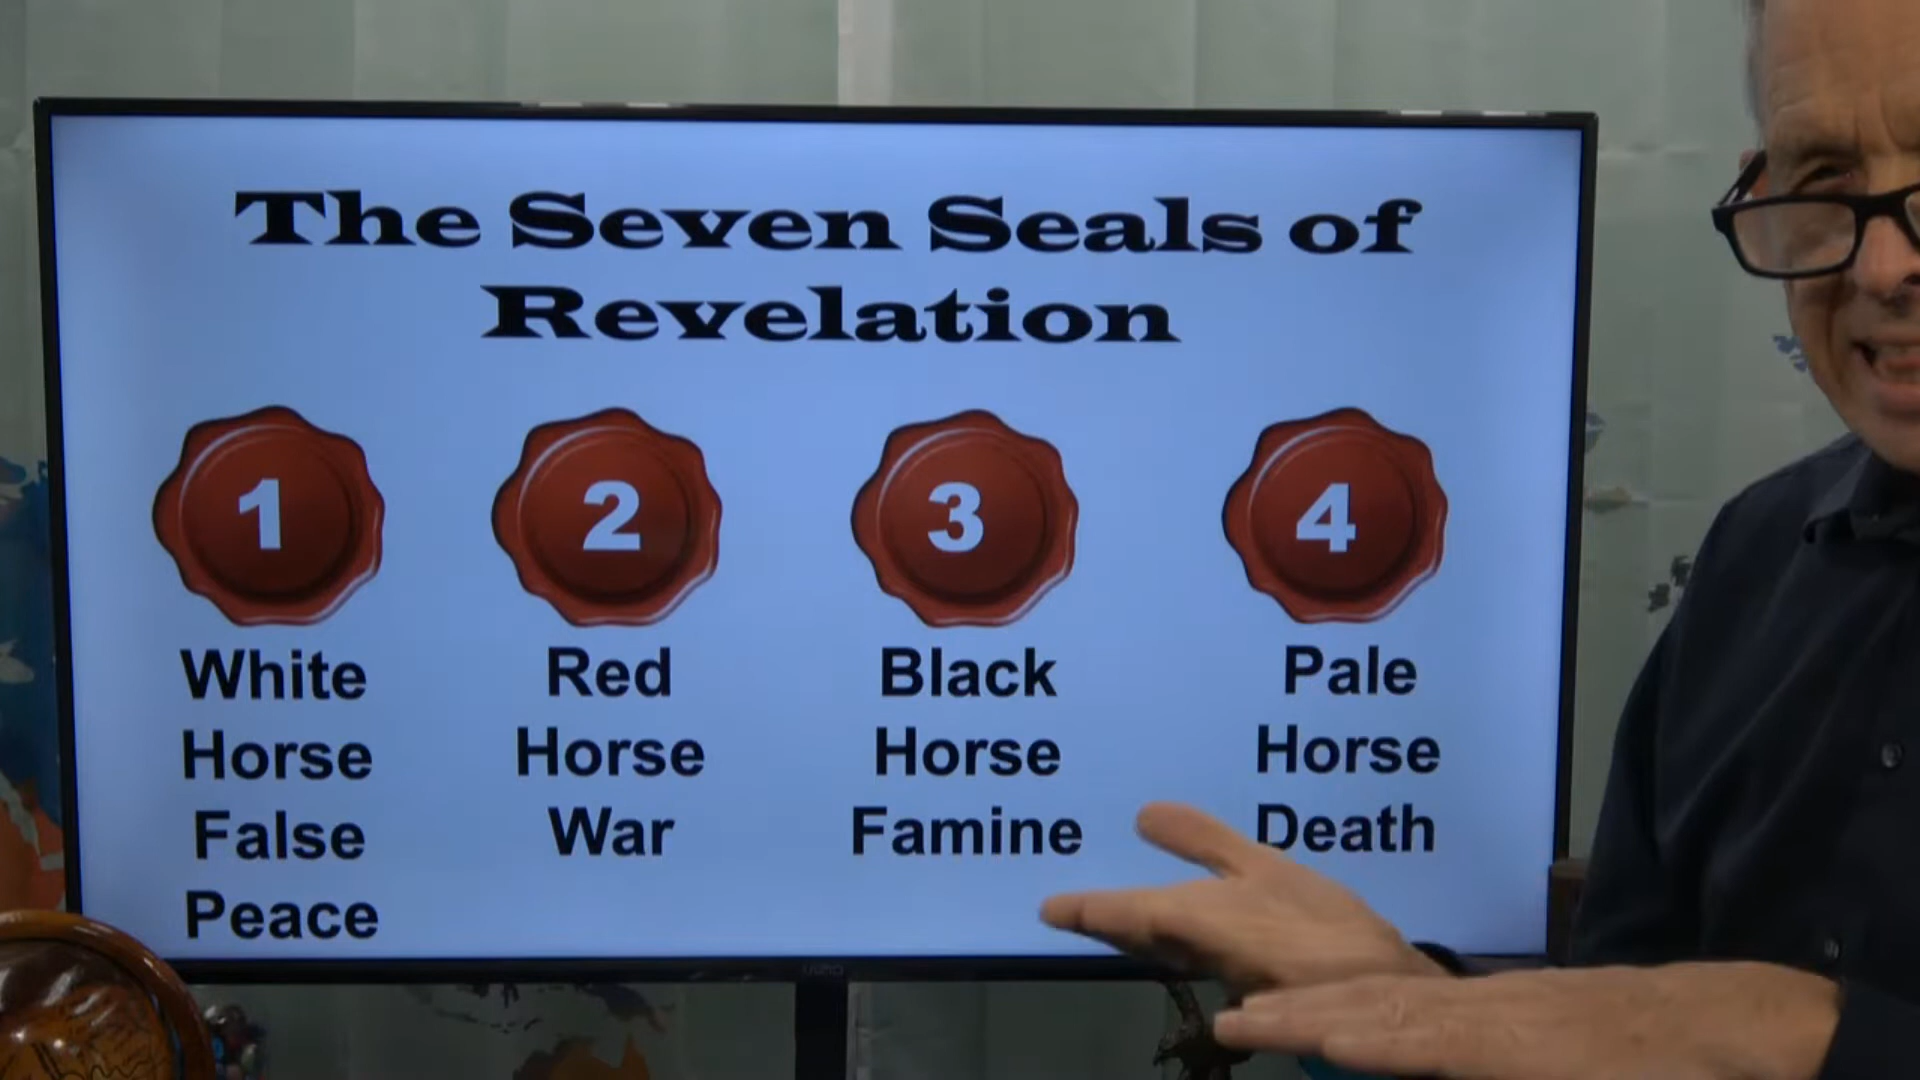 The Seven Seals of
Revelation
1
2
3
4
White
Horse
False
Peace
Red
Horse
War
Black
Horse
Famine
Pale
Horse
Death